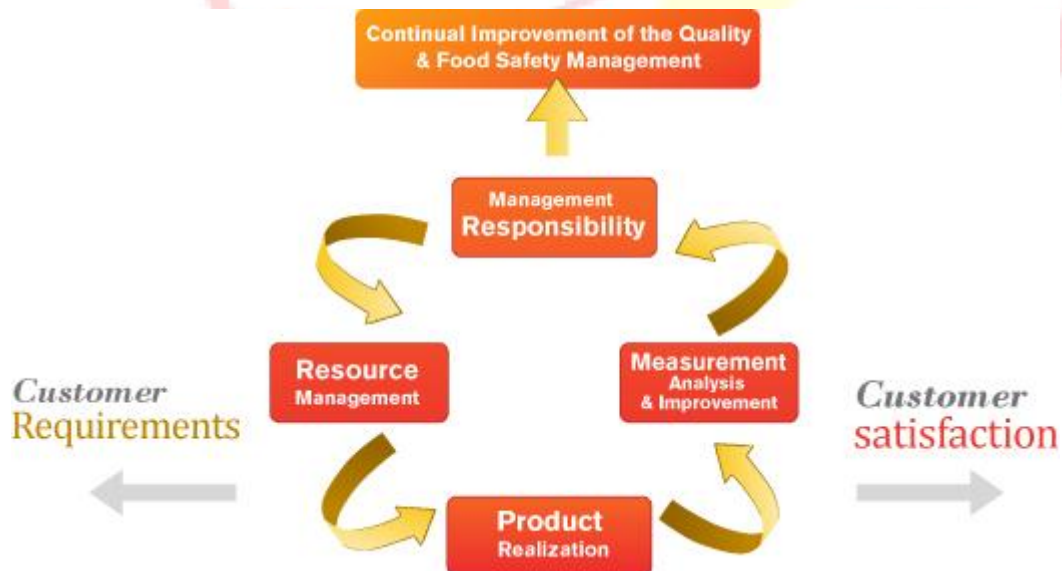 Continual Improvement of the Quality
& Food Safety Management
Management
Responsibility
Resource
Management
Measurement
Analysis
& Improvement
Customer
Requirements
Customer
satisfaction
Product
Realization